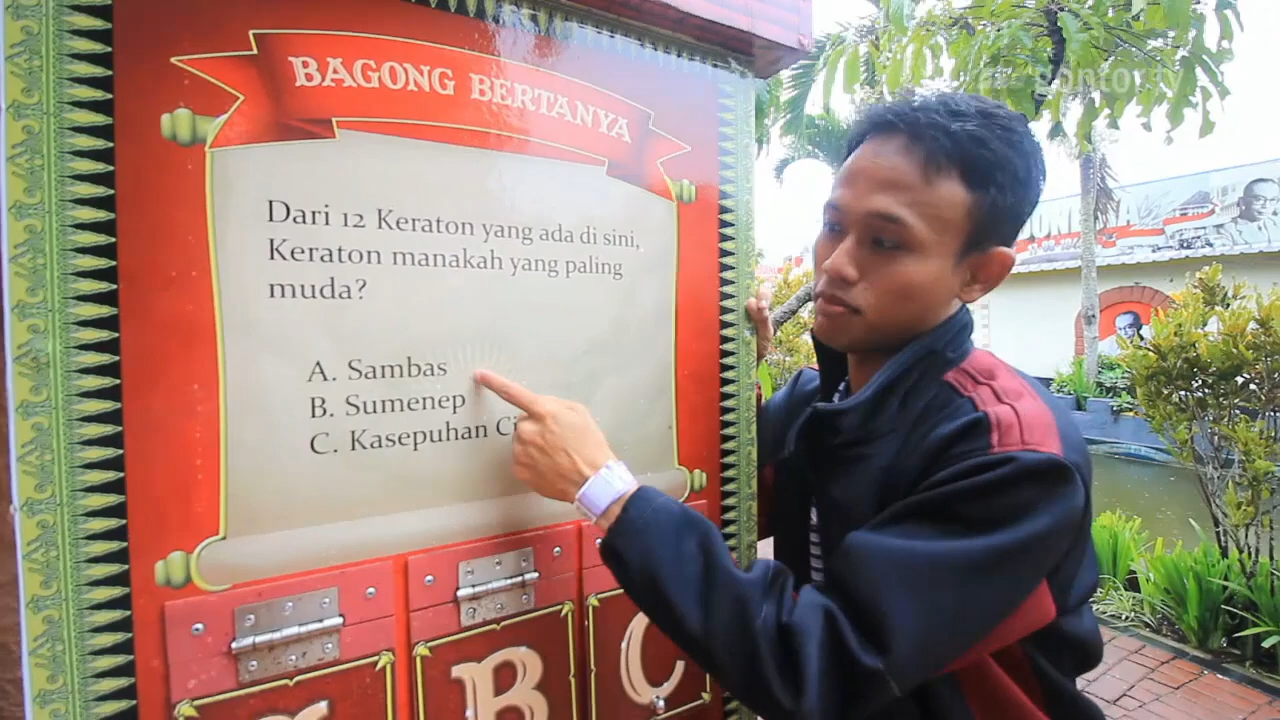 BAGONG BERTANYA
Dari 12 Keraton yang ada di sini,
Keraton manakah yang paling
muda?
A. Sambas
B. Sumenep
C. Kasepuhan
B
C